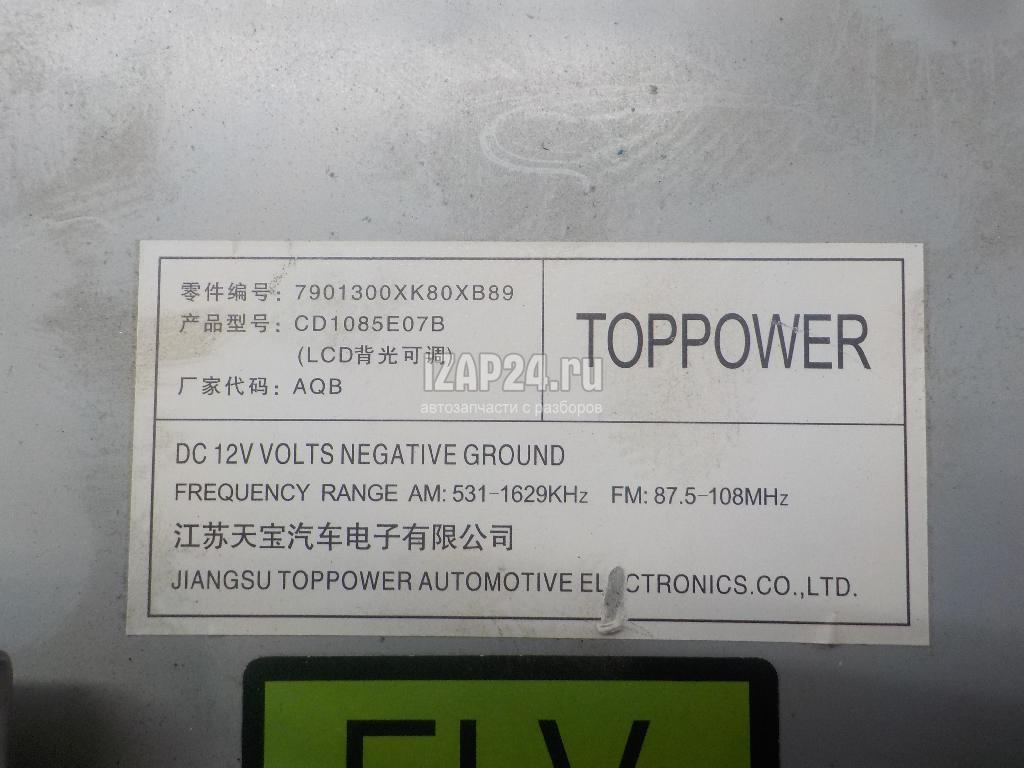 零件编号: 7901300XK80XB89
产品型号: CD1085E07B
(LCD背光可调)
厂家代码: AQB
TOPPOWER
IZAP24.ru
автозапчасти с разборов
DC 12V VOLTS NEGATIVE GROUND
FREQUENCY RANGE AM: 531-1629KHz FM: 87.5-108MHz
江苏天宝汽车电子有限公司
JIANGSU TOPPOWER AUTOMOTIVE ELECTRONICS.CO.,LTD.
ELV